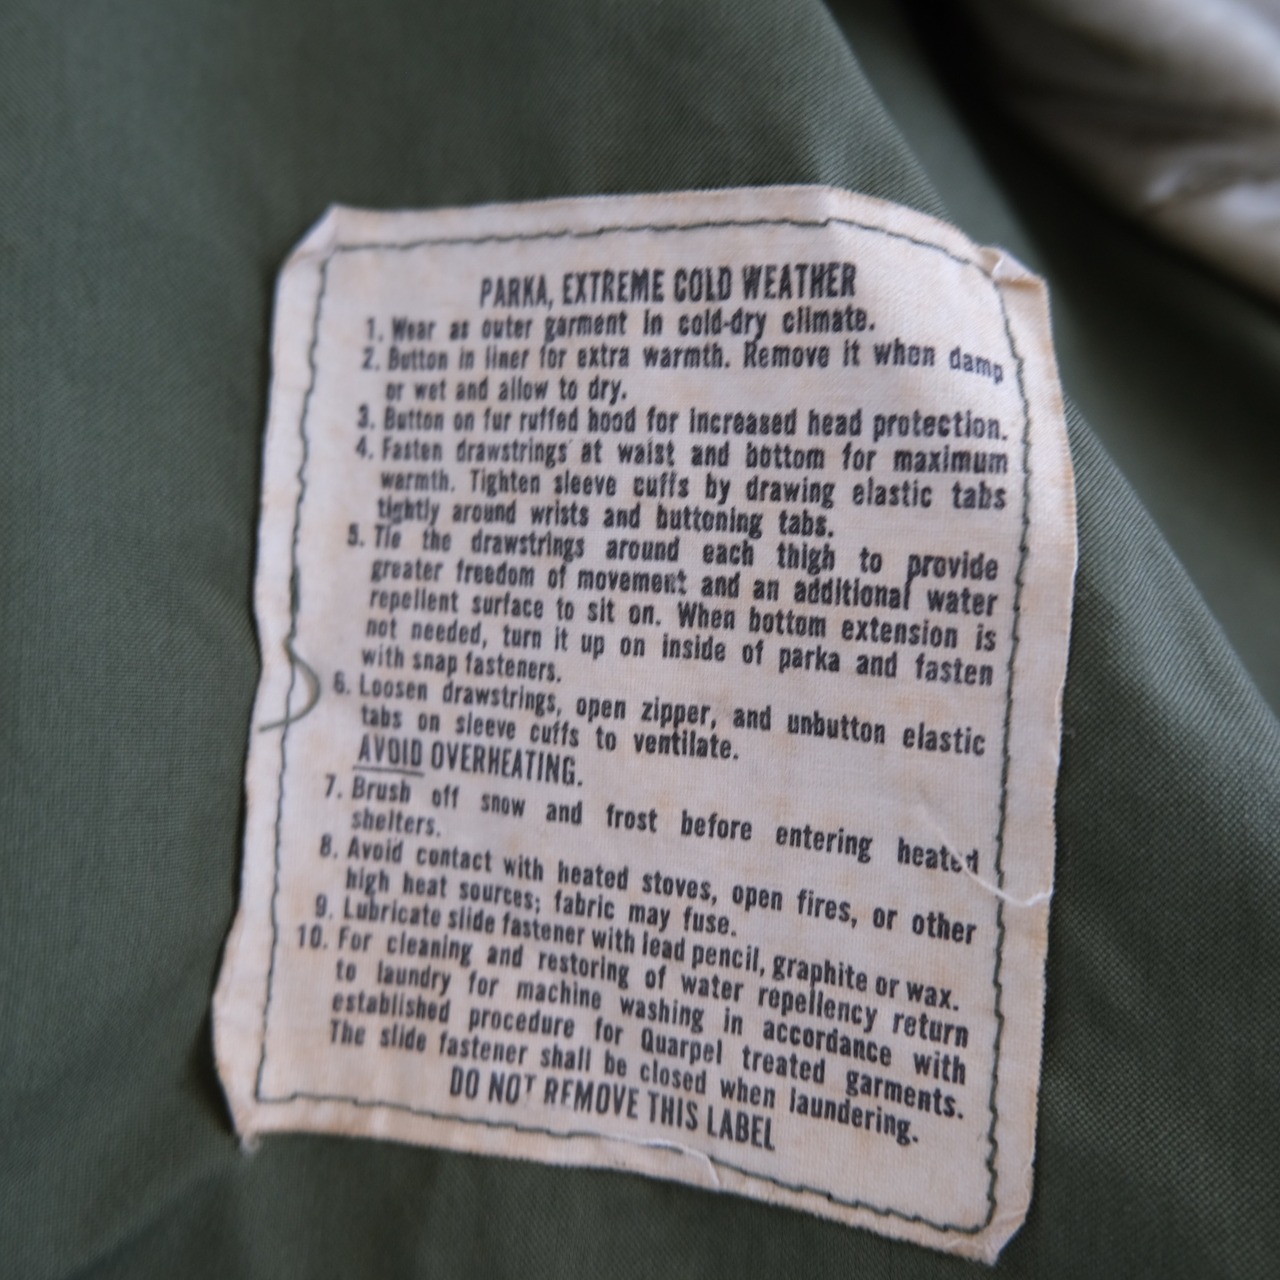 PARKA, EXTREME COLD WEATHER
1. Wear as outer garment in cold-dry climate.
2. Button in liner for extra warmth. Remove it when damp
or wet and allow to dry.
3. Button on fur ruffed hood for increased head protection.
4. Fasten drawstrings at waist and bottom for maximum
warmth. Tighten sleeve cuffs by drawing elastic tabs
tightly around wrists and buttoning tabs.
5. Tie the drawstrings around each thigh to provide
greater freedom of movement and an additional water
repellent surface to sit on. When bottom extension is
not needed, turn it up on inside of parka and fasten
with snap fasteners.
6. Loosen drawstrings, open zipper, and unbutton elastic
tabs on sleeve cuffs to ventilate.
AVOID OVERHEATING.
7. Brush off snow and frost before entering heated
shelters.
8. Avoid contact with heated stoves, open fires, or other
high heat sources; fabric may fuse.
9. Lubricate slide fastener with lead pencil, graphite or wax.
10. For cleaning and restoring of water repellency return
to laundry for machine washing in accordance with
established procedure for Quarpel treated garments.
The slide fastener shall be closed when laundering.
DO NOT REMOVE THIS LABEL